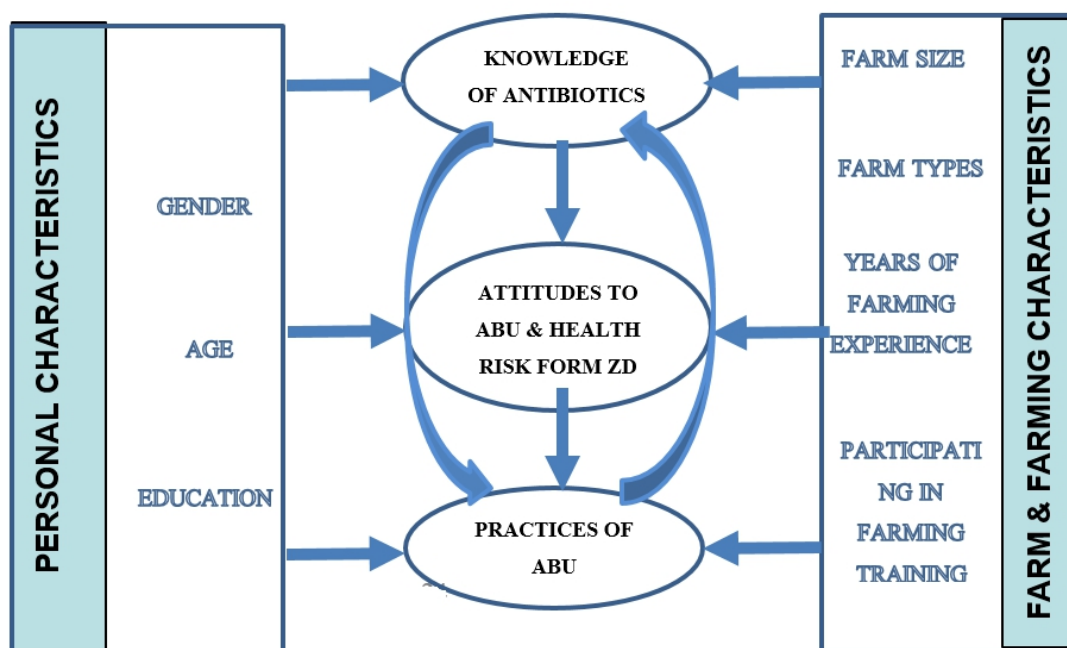 PERSONAL CHARACTERISTICS
GENDER
AGE
EDUCATION
KNOWLEDGE
OF ANTIBIOTICS
ATTITUDES TO
ABU & HEALTH
RISK FORM ZD
PRACTICES OF
ABU
FARM SIZE
FARM TYPES
YEARS OF
FARMING
EXPERIENCE
PARTICIPATI
NG IN
FARMING
TRAINING
FARM & FARMING CHARACTERISTICS